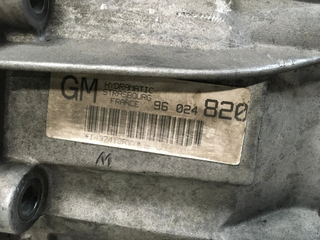 GM HYDRAMATIC
STRASBOURG
FRANCE 96 024 820